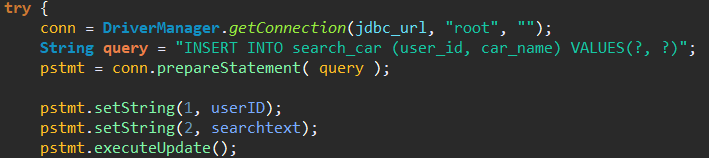 try {
conn = DriverManager.getConnection(jdbc_url, "root", "");
String query = "INSERT INTO search_car (user_id, car_name) VALUES(?, ?)";
pstmt = conn.prepareStatement( query );
pstmt.setString(1, userID);
pstmt.setString(2, searchtext);
pstmt.executeUpdate();